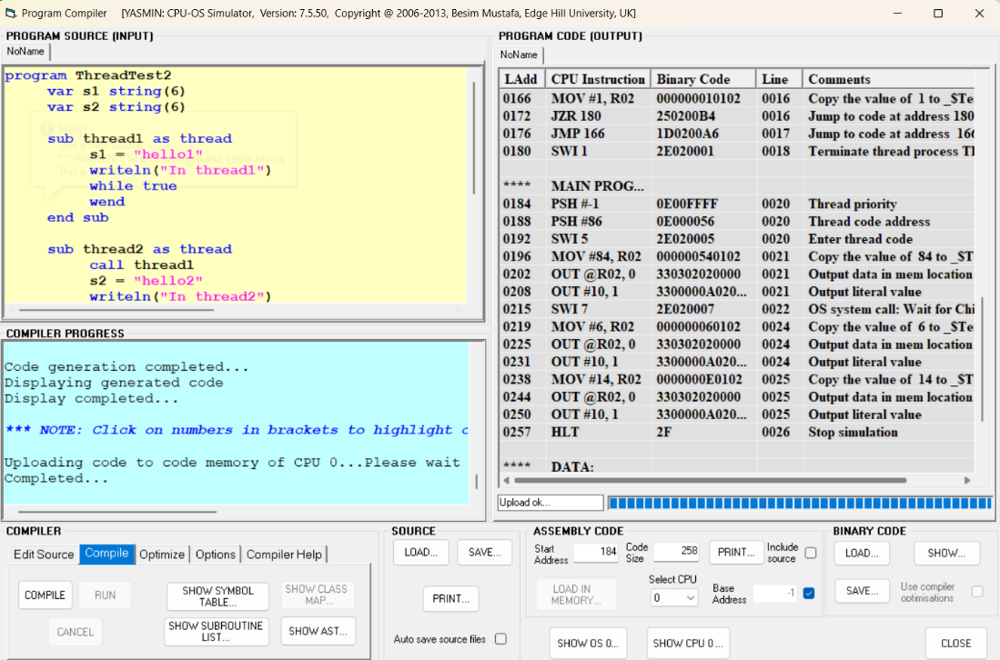 Program Compiler [YASMIN: CPU-OS Simulator, Version: 7.5.50, Copyright @ 2006-2013, Besim Mustafa, Edge Hill University, UK]
PROGRAM SOURCE (INPUT)
NoName
program ThreadTest2
var s1 string(6)
var s2 string(6)
sub thread1 as thread
s1 = "hello1"
writeln("In thread1")
while true
wend
end sub
sub thread2 as thread
call thread1
s2 = "hello2"
writeln("In thread2")
COMPILER PROGRESS
Code generation completed...
Displaying generated code
Display completed...
*** NOTE: Click on numbers in brackets to highlight c
Uploading code to code memory of CPU 0...Please wait
Completed...
PROGRAM CODE (OUTPUT)
NoName
LAdd CPU Instruction Binary Code Line Comments
0166 MOV #1, R02 000000010102 0016 Copy the value of 1 to _$Te
0172 JZR 180 250200B4 0016 Jump to code at address 180
0176 JMP 166 1D0200A6 0017 Jump to code at address 166
0180 SWI 1 2E020001 0018 Terminate thread process TI
**** MAIN PROG...
0184 PSH #-1 0E00FFFF 0020 Thread priority
0188 PSH #86 0E000056 0020 Thread code address
0192 SWI 5 2E020005 0020 Enter thread code
0196 MOV #84, R02 000000540102 0021 Copy the value of 84 to _$T
0202 OUT @R02, 0 330302020000 0021 Output data in mem location
0208 OUT #10, 1 3300000A020... 0021 Output literal value
0215 SWI 7 2E020007 0022 OS system call: Wait for Chi
0219 MOV #6, R02 000000060102 0024 Copy the value of 6 to _$Te
0225 OUT @R02, 0 330302020000 0024 Output data in mem location
0231 OUT #10, 1 3300000A020... 0024 Output literal value
0238 MOV #14, R02 0000000E0102 0025 Copy the value of 14 to _$T
0244 OUT @R02, 0 330302020000 0025 Output data in mem location
0250 OUT #10, 1 3300000A020... 0025 Output literal value
0257 HLT 2F 0026 Stop simulation
**** DATA:
Upload ok...
COMPILER
Edit Source Compile Optimize Options Compiler Help
COMPILE RUN SHOW SYMBOL TABLE... SHOW CLASS MAP...
CANCEL SHOW SUBROUTINE LIST... SHOW AST...
SOURCE
LOAD... SAVE...
PRINT...
Auto save source files
ASSEMBLY CODE
Start Address 184 Code Size 258 PRINT... Include source
LOAD IN MEMORY... Select CPU 0 Base Address -1
SHOW OS 0... SHOW CPU 0 ...
BINARY CODE
LOAD... SHOW...
SAVE... Use compiler optimisations
CLOSE